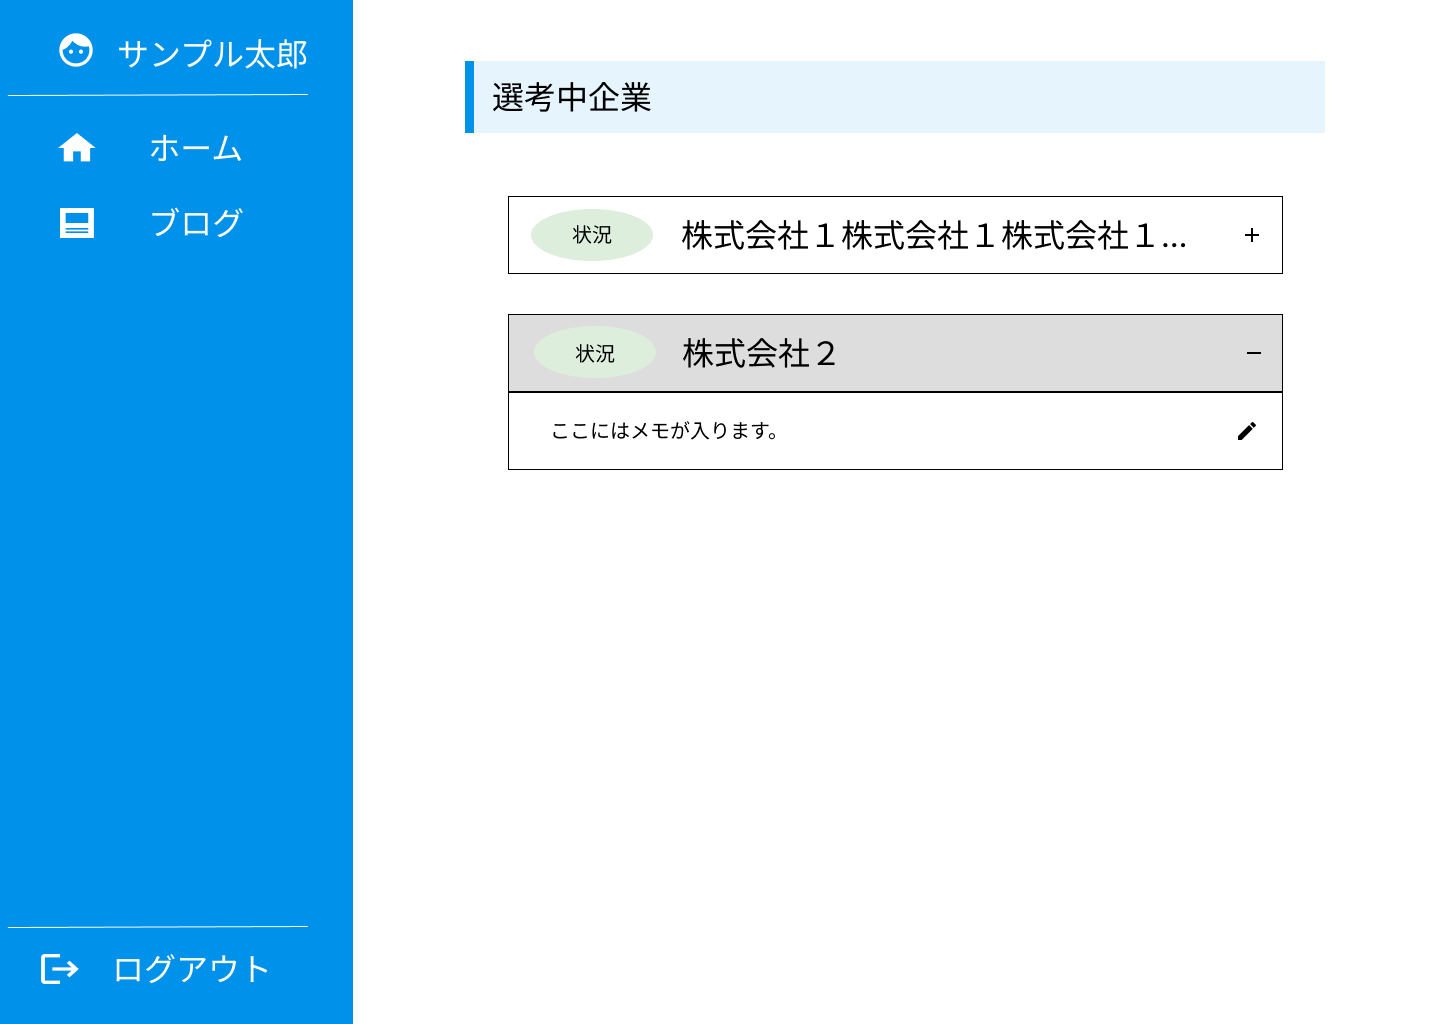 サンプル太郎
ホーム
ブログ
ログアウト
選考中企業
状況 株式会社１株式会社１株式会社１... +
状況 株式会社２ −
ここにはメモが入ります。